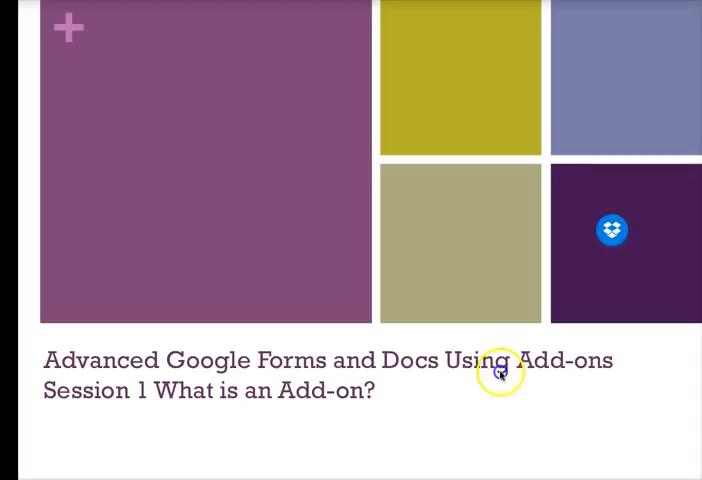 +
Advanced Google Forms and Docs Using Add-ons
Session 1 What is an Add-on?